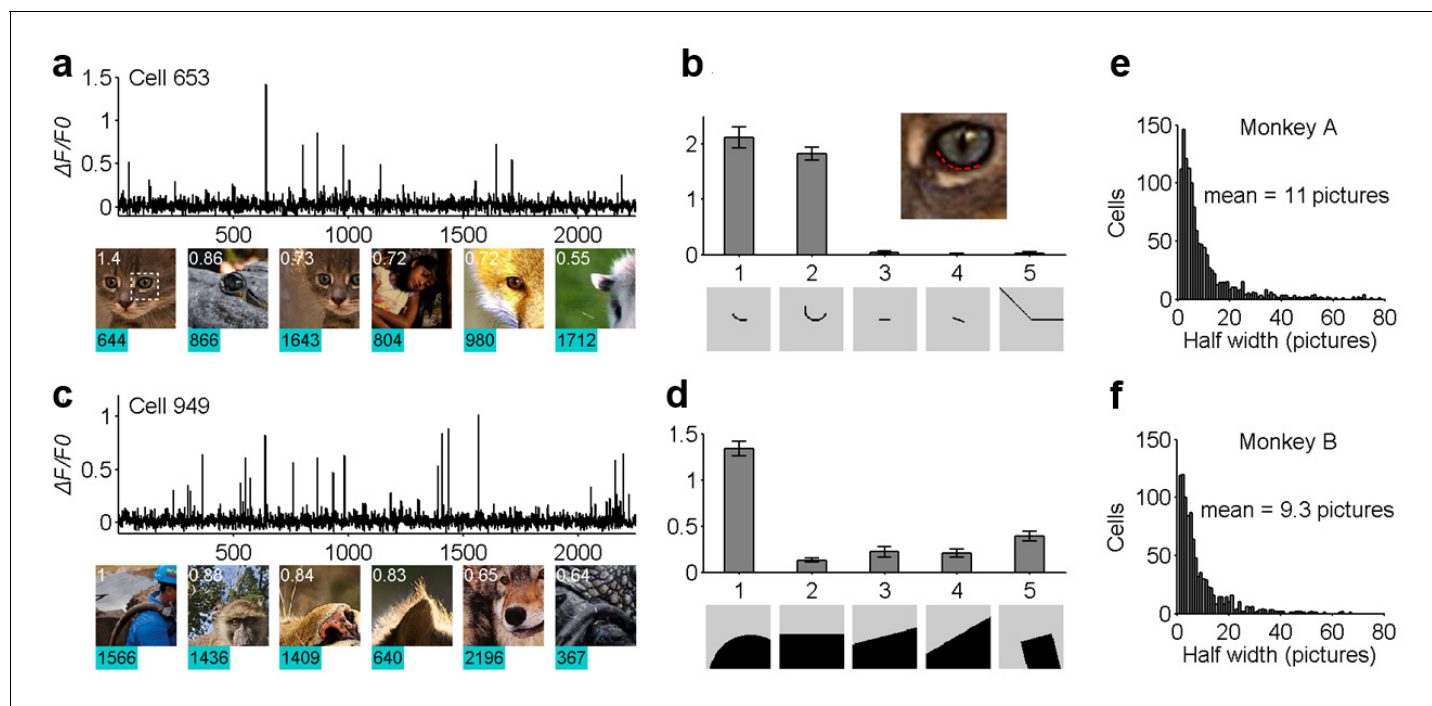 a
Cell 653
ΔF/F0
1.5
1
0.5
0
500 1000 1500 2000
1.4 0.86 0.73 0.72 0.72 0.55
644 866 1643 804 980 1712
b
2
1
0
1 2 3 4 5
c
Cell 949
ΔF/F0
1
0.5
0
500 1000 1500 2000
1 0.88 0.84 0.83 0.65 0.64
1566 1436 1409 640 2196 367
d
1.5
1
0.5
0
1 2 3 4 5
e
Monkey A
mean = 11 pictures
Cells
150
100
50
0
0 20 40 60 80
Half width (pictures)
f
Monkey B
mean = 9.3 pictures
Cells
150
100
50
0
0 20 40 60 80
Half width (pictures)